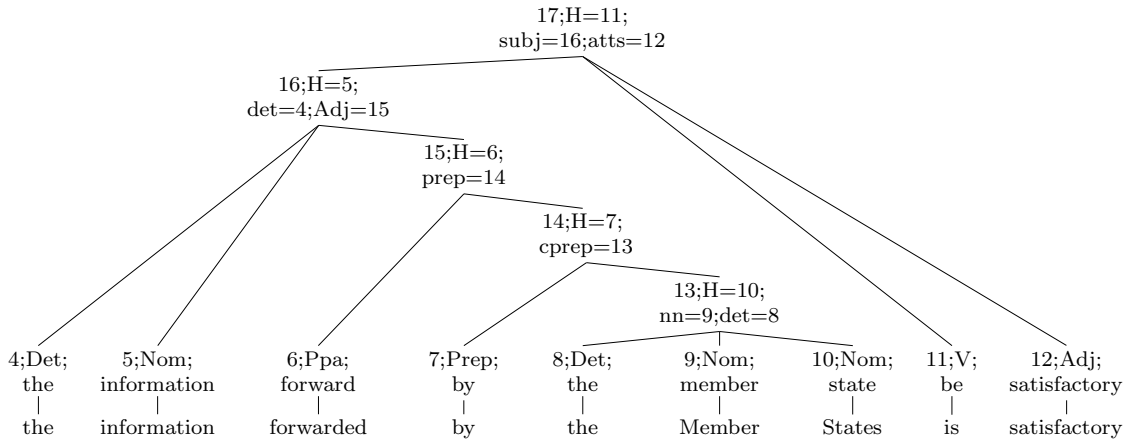 17;H=11;
subj=16;atts=12
16;H=5;
det=4;Adj=15
15;H=6;
prep=14
14;H=7;
cprep=13
13;H=10;
nn=9;det=8
4;Det; 5;Nom; 6;Ppa; 7;Prep; 8;Det; 9;Nom; 10;Nom; 11;V; 12;Adj;
the information forward by the member state be satisfactory
the information forwarded by the Member States is satisfactory